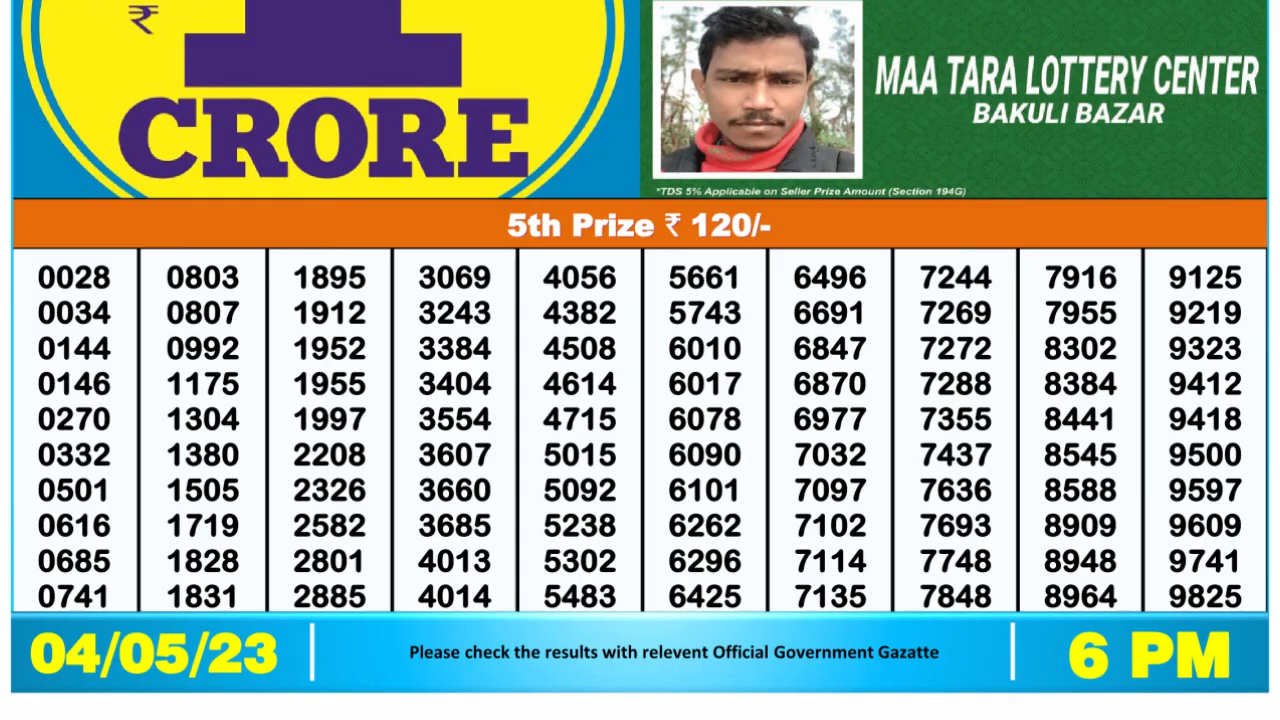 ₹
CRORE
MAA TARA LOTTERY CENTER
BAKULI BAZAR
*TDS 5% Applicable on Seller Prize Amount (Section 194G)
5th Prize ₹ 120/-
0028 0803 1895 3069 4056 5661 6496 7244 7916 9125
0034 0807 1912 3243 4382 5743 6691 7269 7955 9219
0144 0992 1952 3384 4508 6010 6847 7272 8302 9323
0146 1175 1955 3404 4614 6017 6870 7288 8384 9412
0270 1304 1997 3554 4715 6078 6977 7355 8441 9418
0332 1380 2208 3607 5015 6090 7032 7437 8545 9500
0501 1505 2326 3660 5092 6101 7097 7636 8588 9597
0616 1719 2582 3685 5238 6262 7102 7693 8909 9609
0685 1828 2801 4013 5302 6296 7114 7748 8948 9741
0741 1831 2885 4014 5483 6425 7135 7848 8964 9825
04/05/23
Please check the results with relevent Official Government Gazatte
6 PM